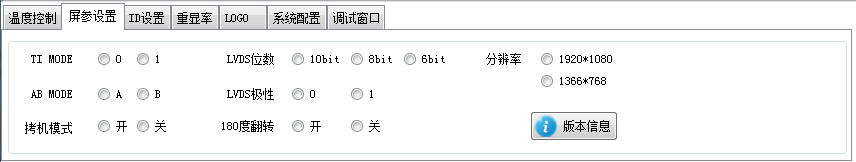 温度控制 屏参设置 ID设置 重显率 LOGO 系统配置 调试窗口
TI MODE 0 1 LVDS位数 10bit 8bit 6bit 分辨率 1920*1080
1366*768
AB MODE A B LVDS极性 0 1
拷机模式 开 关 180度翻转 开 关 版本信息